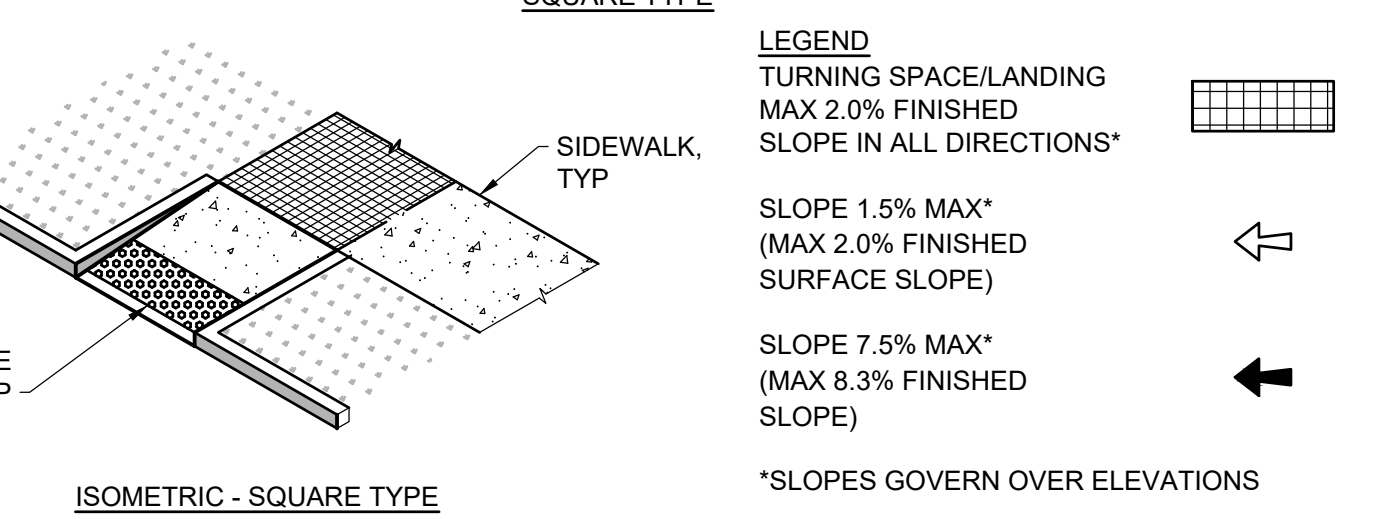 SQUARE TYPE
SIDEWALK,
TYP
ISOMETRIC - SQUARE TYPE
LEGEND
TURNING SPACE/LANDING
MAX 2.0% FINISHED
SLOPE IN ALL DIRECTIONS*
SLOPE 1.5% MAX*
(MAX 2.0% FINISHED
SURFACE SLOPE)
SLOPE 7.5% MAX*
(MAX 8.3% FINISHED
SLOPE)
*SLOPES GOVERN OVER ELEVATIONS